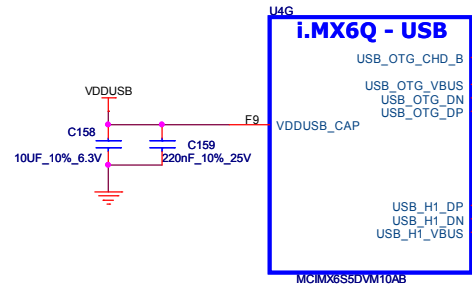 U4G
i.MX6Q - USB
USB_OTG_CHD_B
VDDUSB
USB_OTG_VBUS
USB_OTG_DN
USB_OTG_DP
F9
VDDUSB_CAP
C158
C159
10UF_10%_6.3V
220nF_10%_25V
USB_H1_DP
USB_H1_DN
USB_H1_VBUS
MCIMX6S5DVM10AB